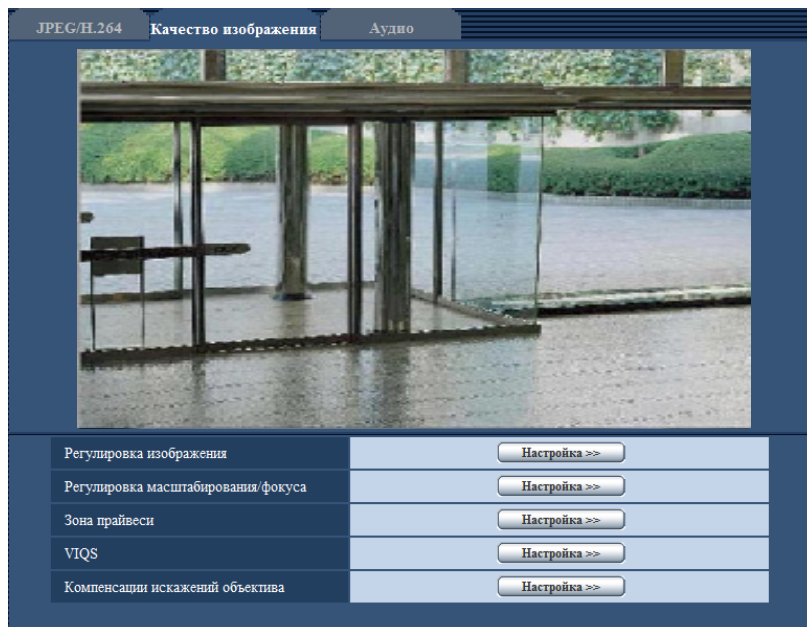 JPEG/H.264 Качество изображения Аудио
Регулировка изображения Настройка >>
Регулировка масштабирования/фокуса Настройка >>
Зона прайвеси Настройка >>
VIQS Настройка >>
Компенсации искажений объектива Настройка >>